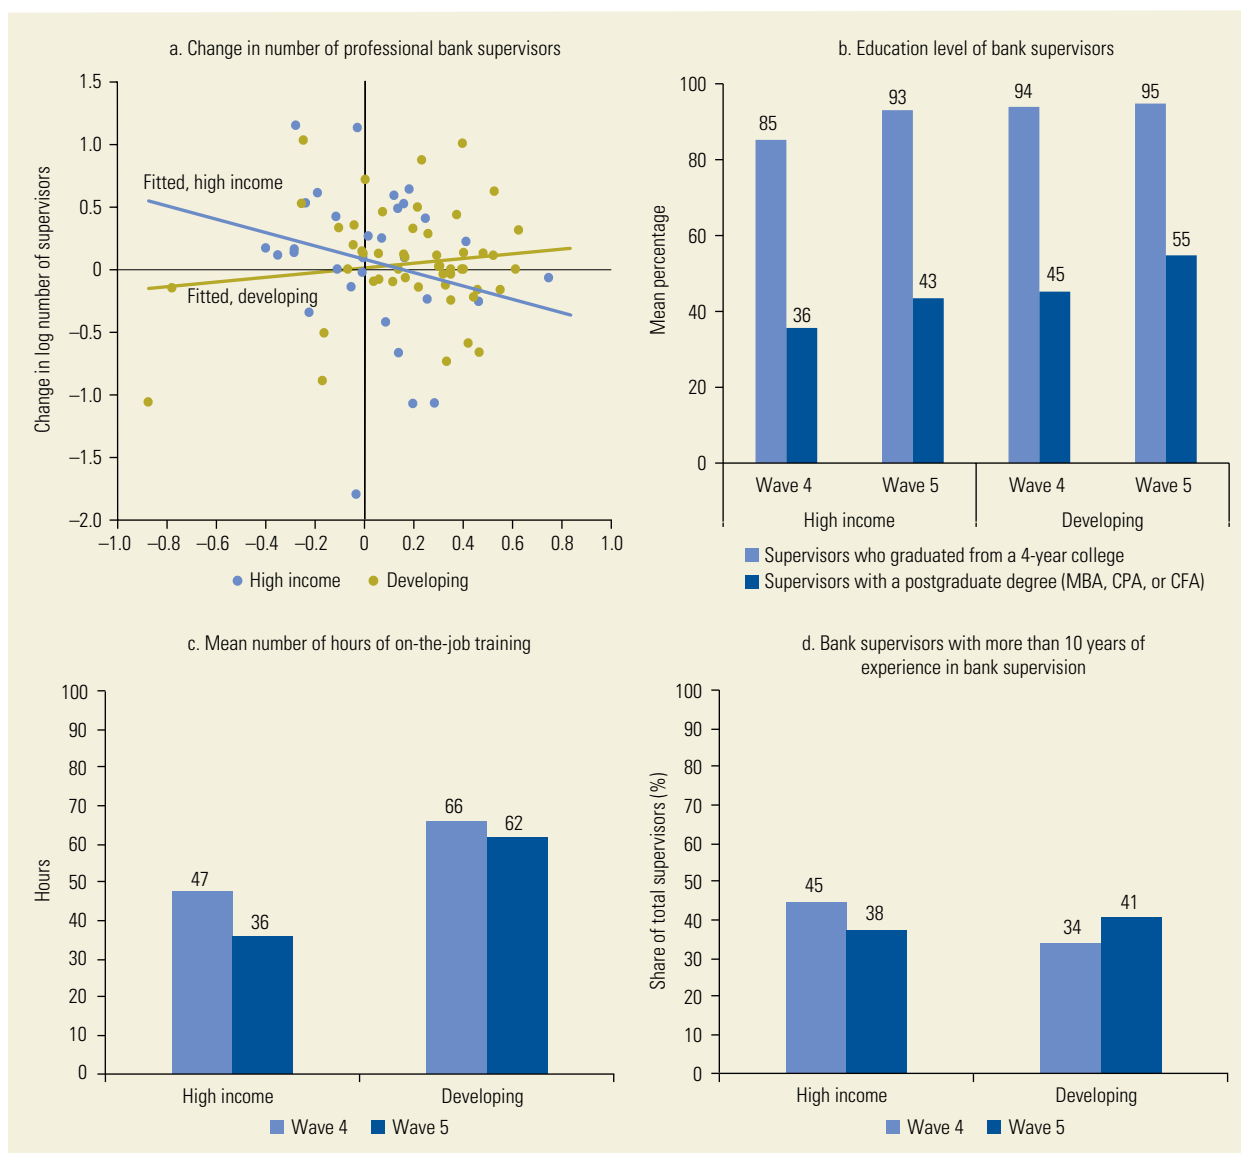 a. Change in number of professional bank supervisors
Change in log number of supervisors
1.5
1.0
0.5
0
–0.5
–1.0
–1.5
–2.0
Fitted, high income
Fitted, developing
–1.0 –0.8 –0.6 –0.4 –0.2 0 0.2 0.4 0.6 0.8 1.0
High income Developing
b. Education level of bank supervisors
Mean percentage
100
80
60
40
20
0
85 36 93 43 94 45 95 55
Wave 4 Wave 5 Wave 4 Wave 5
High income Developing
Supervisors who graduated from a 4-year college
Supervisors with a postgraduate degree (MBA, CPA, or CFA)
c. Mean number of hours of on-the-job training
Hours
100
90
80
70
60
50
40
30
20
10
0
47 36 66 62
High income Developing
Wave 4 Wave 5
d. Bank supervisors with more than 10 years of
experience in bank supervision
Share of total supervisors (%)
100
90
80
70
60
50
40
30
20
10
0
45 38 34 41
High income Developing
Wave 4 Wave 5